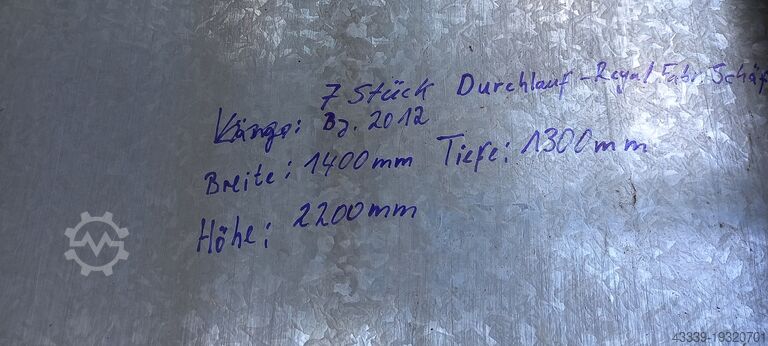 7 Stück Durchlauf-Regal Fabr. Schäf
Länge: Bj. 2012
Breite: 1400mm Tiefe: 1300mm
Höhe: 2200mm
43339-19320701